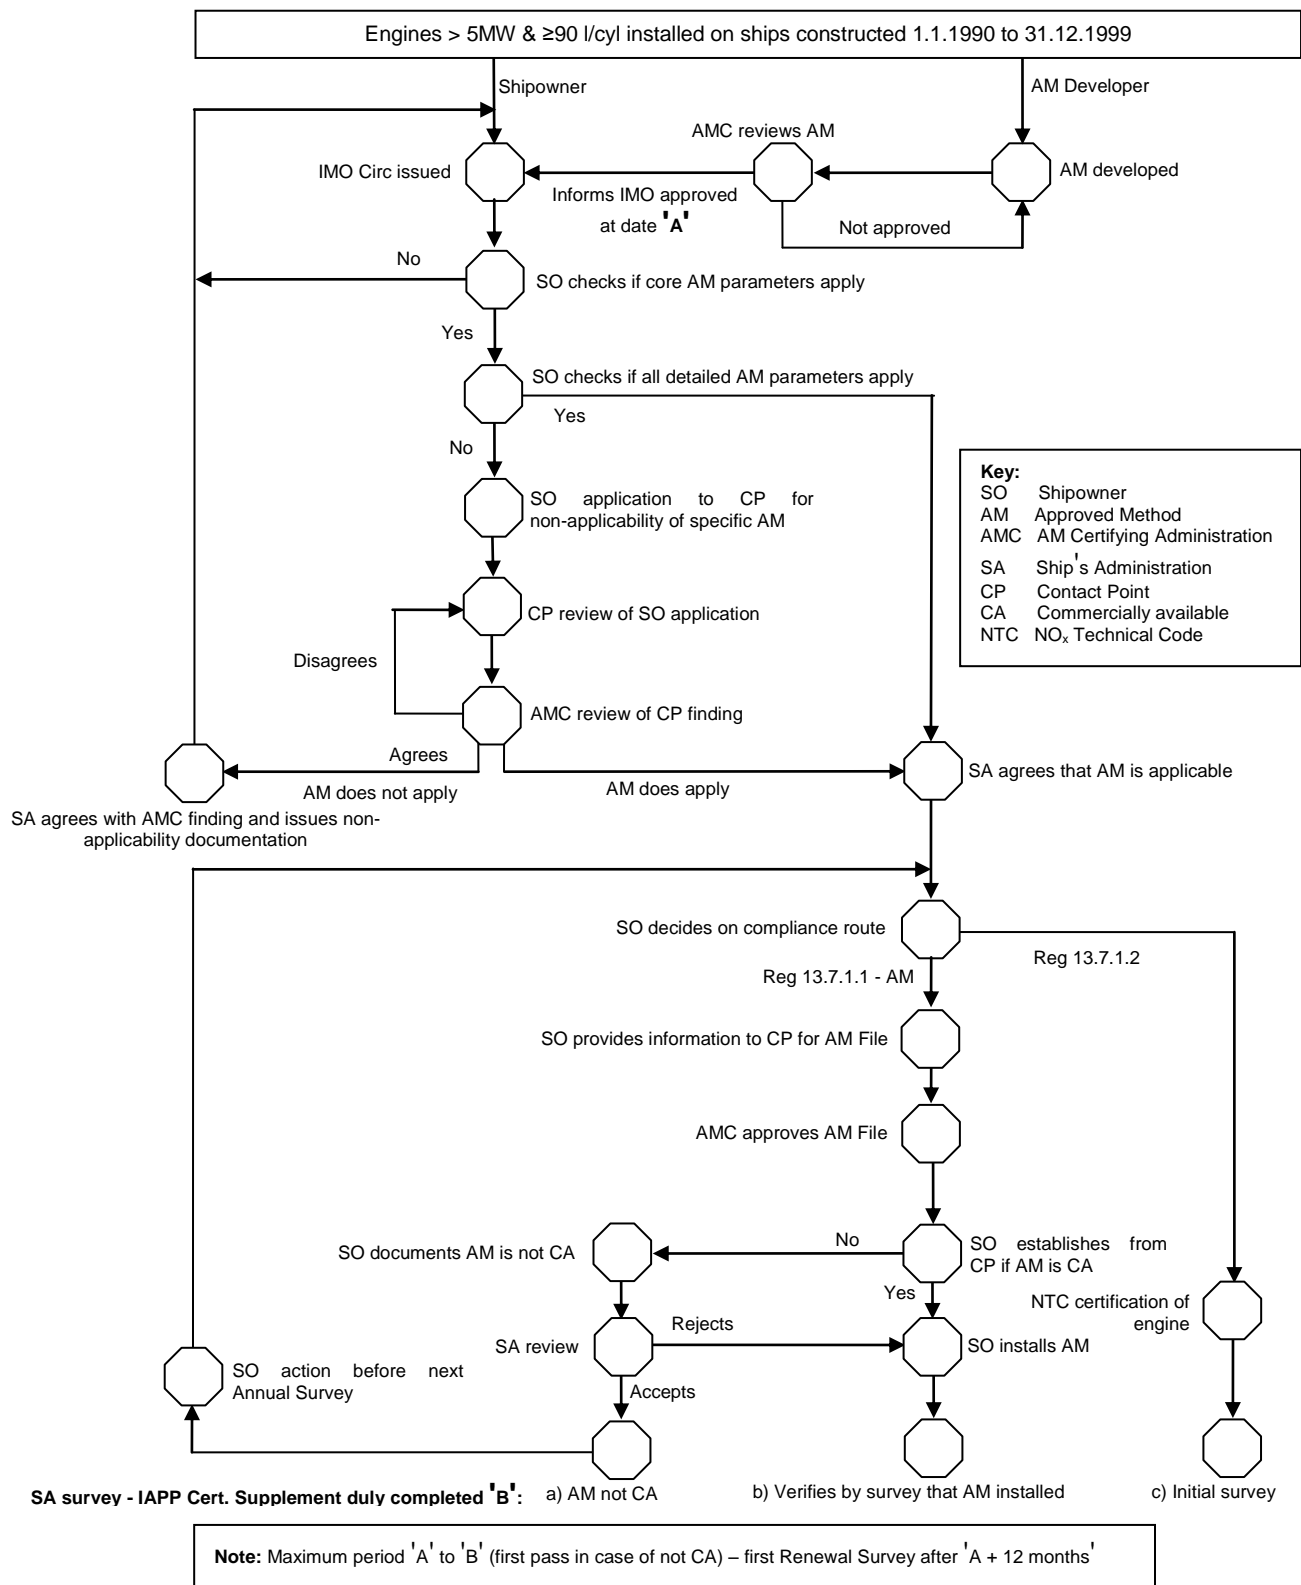 Engines > 5MW & ≥90 l/cyl installed on ships constructed 1.1.1990 to 31.12.1999
Shipowner
AM Developer
AMC reviews AM
IMO Circ issued
AM developed
Informs IMO approved
at date 'A'
Not approved
No
SO checks if core AM parameters apply
Yes
SO checks if all detailed AM parameters apply
Yes
No
Key:
SO Shipowner
AM Approved Method
AMC AM Certifying Administration
SA Ship's Administration
CP Contact Point
CA Commercially available
NTC NOx Technical Code
SO application to CP for
non-applicability of specific AM
CP review of SO application
Disagrees
AMC review of CP finding
Agrees
AM does not apply
AM does apply
SA agrees that AM is applicable
SA agrees with AMC finding and issues non-
applicability documentation
SO decides on compliance route
Reg 13.7.1.2
Reg 13.7.1.1 - AM
SO provides information to CP for AM File
AMC approves AM File
No
SO documents AM is not CA
SO establishes from
CP if AM is CA
Yes
NTC certification of
engine
Rejects
SA review
SO installs AM
SO action before next
Annual Survey
Accepts
SA survey - IAPP Cert. Supplement duly completed 'B':
a) AM not CA
b) Verifies by survey that AM installed
c) Initial survey
Note: Maximum period 'A' to 'B' (first pass in case of not CA) – first Renewal Survey after 'A + 12 months'